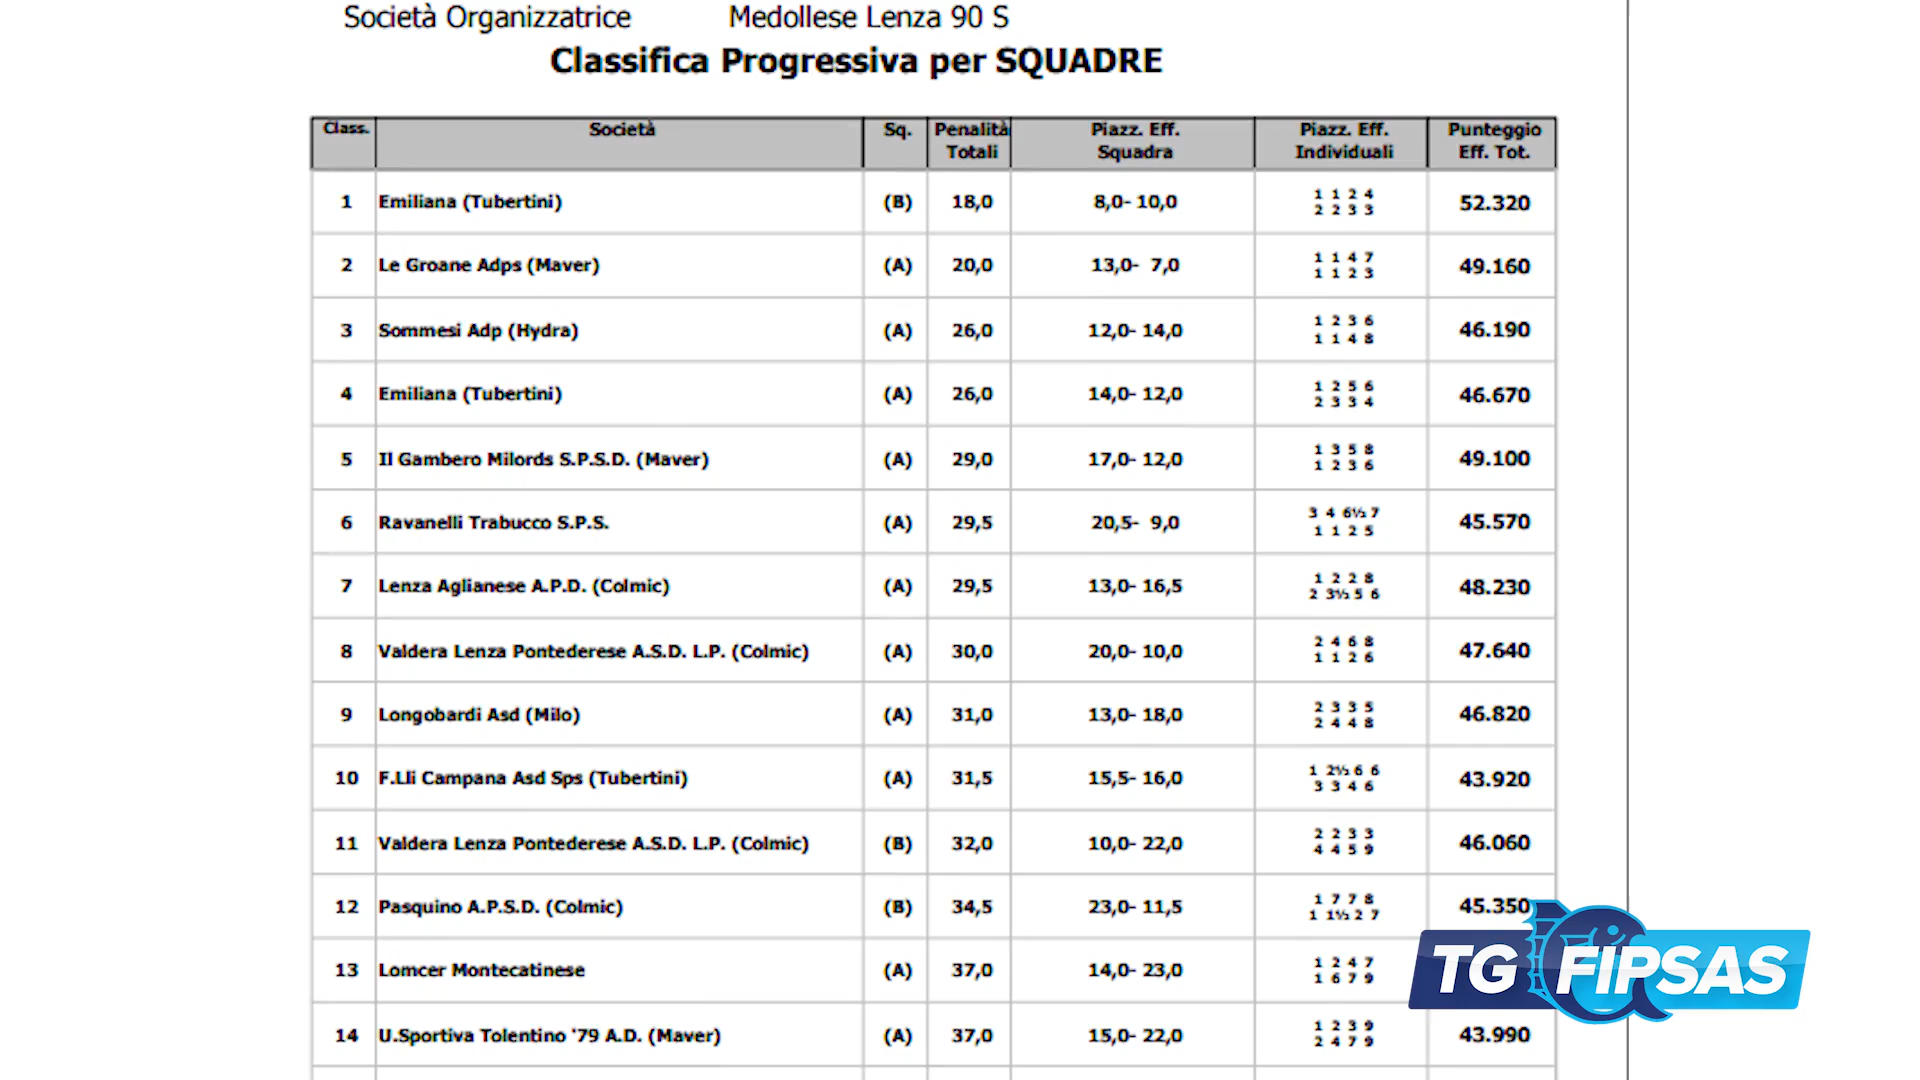 Società Organizzatrice Medollese Lenza 90 S
Classifica Progressiva per SQUADRE
Class. Società Sq. Penalità Totali Piazz. Eff. Squadra Piazz. Eff. Individuali Punteggio Eff. Tot.
1 Emiliana (Tubertini) (B) 18,0 8,0- 10,0 1 1 2 4 2 2 3 3 52.320
2 Le Groane Adps (Maver) (A) 20,0 13,0- 7,0 1 1 4 7 1 1 2 3 49.160
3 Sommesi Adp (Hydra) (A) 26,0 12,0- 14,0 1 2 3 6 1 1 4 8 46.190
4 Emiliana (Tubertini) (A) 26,0 14,0- 12,0 1 2 5 6 2 3 3 4 46.670
5 Il Gambero Milords S.P.S.D. (Maver) (A) 29,0 17,0- 12,0 1 3 5 8 1 2 3 6 49.100
6 Ravanelli Trabucco S.P.S. (A) 29,5 20,5- 9,0 3 4 6½ 7 1 1 2 5 45.570
7 Lenza Aglianese A.P.D. (Colmic) (A) 29,5 13,0- 16,5 1 2 2 8 2 3½ 5 6 48.230
8 Valdera Lenza Pontederese A.S.D. L.P. (Colmic) (A) 30,0 20,0- 10,0 2 4 6 8 1 1 2 6 47.640
9 Longobardi Asd (Milo) (A) 31,0 13,0- 18,0 2 3 3 5 2 4 4 8 46.820
10 F.Lli Campana Asd Sps (Tubertini) (A) 31,5 15,5- 16,0 1 2½ 6 6 3 3 4 6 43.920
11 Valdera Lenza Pontederese A.S.D. L.P. (Colmic) (B) 32,0 10,0- 22,0 2 2 3 3 4 4 5 9 46.060
12 Pasquino A.P.S.D. (Colmic) (B) 34,5 23,0- 11,5 1 7 7 8 1 1½ 2 7 45.350
13 Lomcer Montecatinese (A) 37,0 14,0- 23,0 1 2 4 7 1 6 7 9
14 U.Sportiva Tolentino '79 A.D. (Maver) (A) 37,0 15,0- 22,0 1 2 3 9 2 4 7 9 43.990
TG FIPSAS